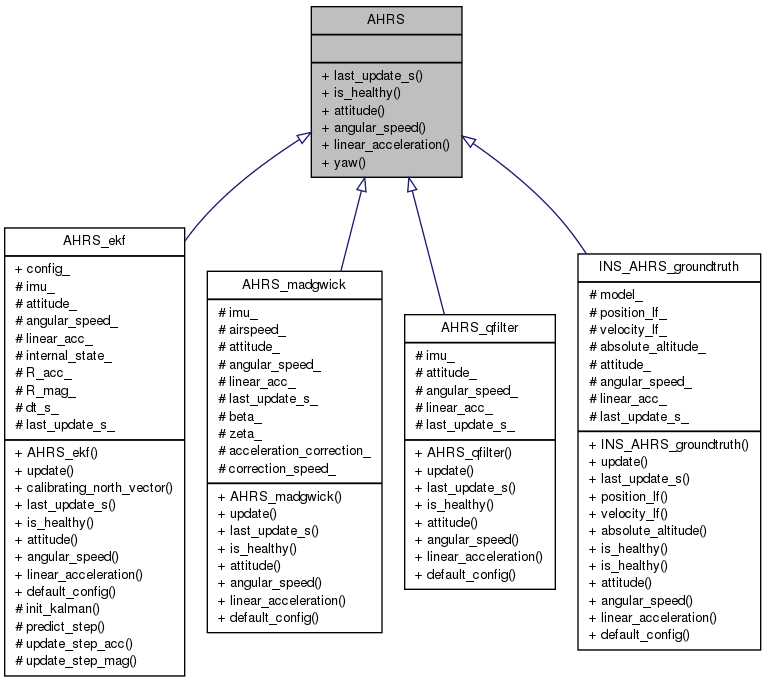 AHRS
+ last_update_s()
+ is_healthy()
+ attitude()
+ angular_speed()
+ linear_acceleration()
+ yaw()
AHRS_ekf
+ config_
# imu_
# attitude_
# angular_speed_
# linear_acc_
# internal_state_
# R_acc_
# R_mag_
# dt_s_
# last_update_s_
+ AHRS_ekf()
+ update()
+ calibrating_north_vector()
+ last_update_s()
+ is_healthy()
+ attitude()
+ angular_speed()
+ linear_acceleration()
+ default_config()
# init_kalman()
# predict_step()
# update_step_acc()
# update_step_mag()
AHRS_madgwick
# imu_
# airspeed_
# attitude_
# angular_speed_
# linear_acc_
# last_update_s_
# beta_
# zeta_
# acceleration_correction_
# correction_speed_
+ AHRS_madgwick()
+ update()
+ last_update_s()
+ is_healthy()
+ attitude()
+ angular_speed()
+ linear_acceleration()
+ default_config()
AHRS_qfilter
# imu_
# attitude_
# angular_speed_
# linear_acc_
# last_update_s_
+ AHRS_qfilter()
+ update()
+ last_update_s()
+ is_healthy()
+ attitude()
+ angular_speed()
+ linear_acceleration()
+ default_config()
INS_AHRS_groundtruth
# model_
# position_lf_
# velocity_lf_
# absolute_altitude_
# attitude_
# angular_speed_
# linear_acc_
# last_update_s_
+ INS_AHRS_groundtruth()
+ update()
+ last_update_s()
+ position_lf()
+ velocity_lf()
+ absolute_altitude()
+ is_healthy()
+ is_healthy()
+ attitude()
+ angular_speed()
+ linear_acceleration()
+ default_config()